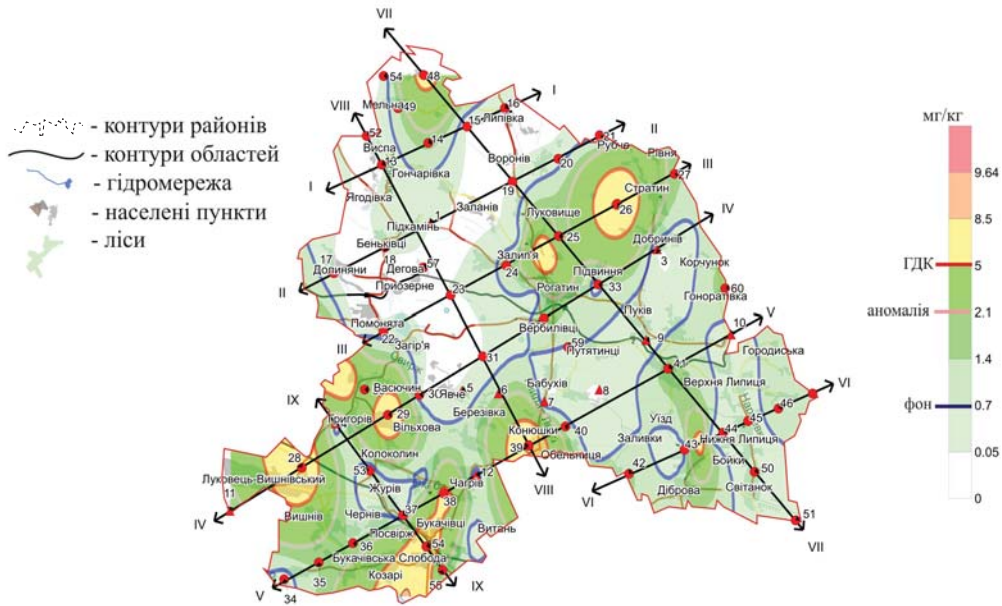 - контури районів
- контури областей
- гідромережа
- населені пункти
- ліси
мг/кг
9.64
8.5
ГДК
5
аномалія
2.1
1.4
фон
0.7
0.05
0
VII
54
48
Мельна
49
16
I
VIII
52
15
Липівка
Виспа
14
13
Гончарівка
II
21
Рубче
Рівня
Воронів
20
III
27
I
Ягодівка
19
Стратин
Заланів
26
IV
1
Підкамінь
Луковище
25
Добринів
Беньківці
17
18
Долиняни
Дегова
57
Залип'я
24
3
Корчунок
Підвиння
II
Приозерне
23
Рогатин
33
60
Гоноратівка
Помонята
Вербилівці
Пуків
10
V
22
III
Загір'я
9
59
Путятинці
Городиська
31
41
Верхня Липиця
VI
Васючин
30
Явче
5
6
Бабухів
8
IX
Григорів
29
Вільхова
Березівка
7
46
45
Уїзд
44
Конюшки
40
Заливки
43
Нижня Липиця
Колоколин
39
Обельниця
28
Луковець-Вишнівський
53
12
42
Бойки
50
11
Журів
Чагрів
VIII
VI
Діброва
Світанок
IV
38
Вишнів
Чернів
37
Букачівці
51
Посвірж
Витань
VII
36
54
Букачівська Слобода
35
Козарі
55
IX
V
34